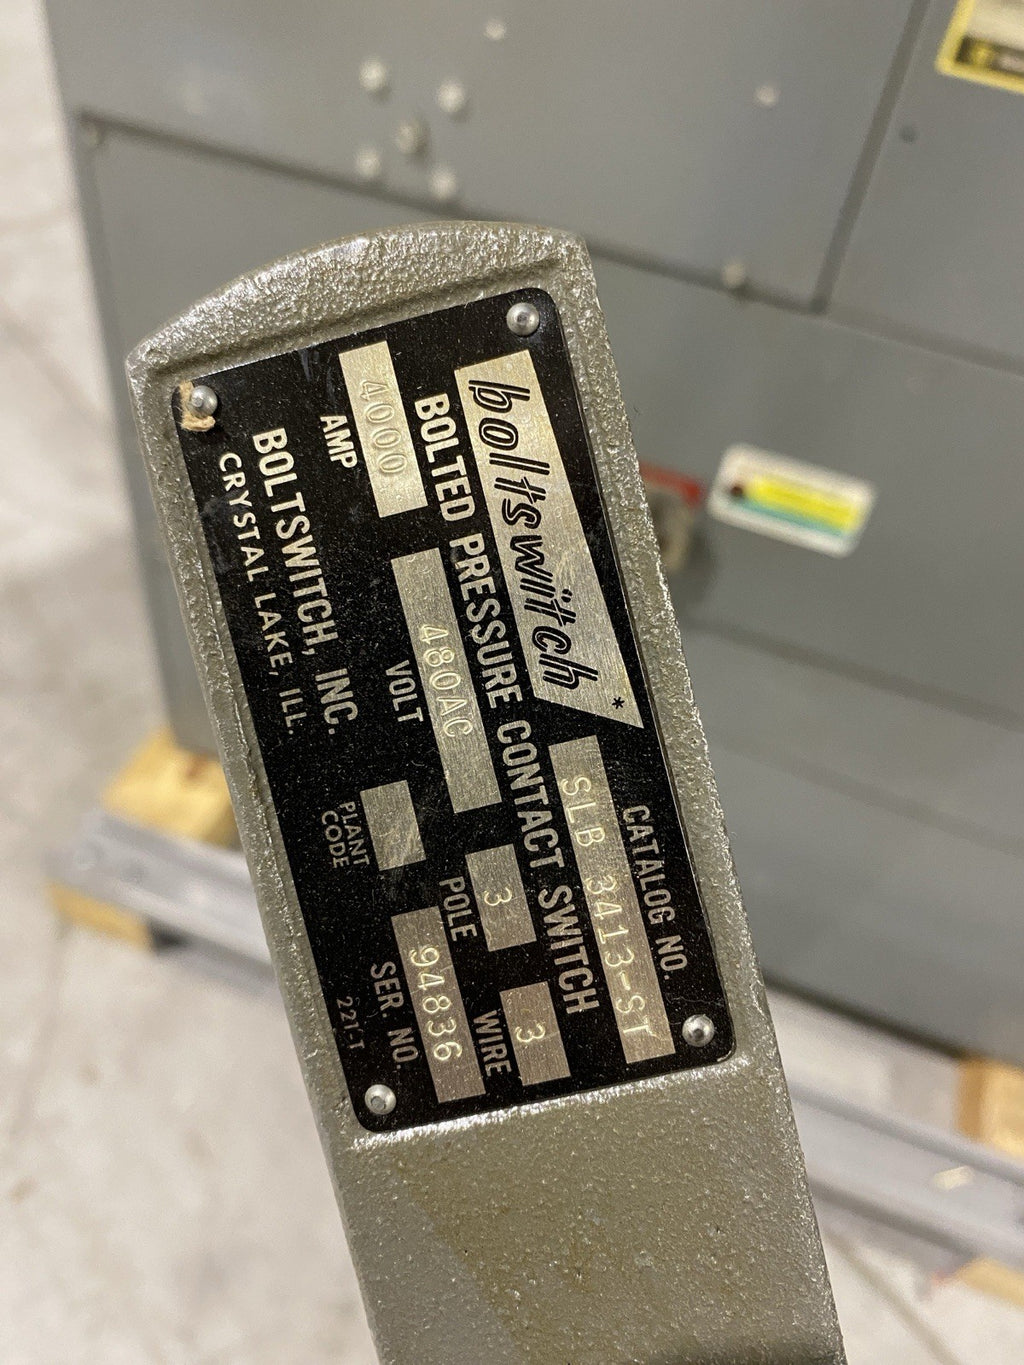 boltswitch*
CATALOG NO.
SLB 3413-ST
BOLTED PRESSURE CONTACT SWITCH
4000
AMP
480AC
VOLT
3
POLE
3
WIRE
PLANT
CODE
94836
SER. NO.
BOLTSWITCH, INC.
CRYSTAL LAKE, ILL.
221-1